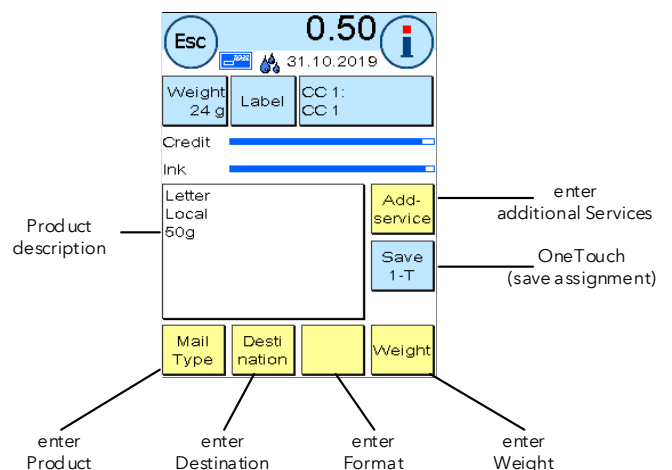 Esc
0.50
i
31.10.2019
Weight
24 g
Label
CC 1:
CC 1
Credit
Ink
Letter
Local
50g
Add-
service
Save
1-T
Mail
Type
Desti
nation
Weight
Product
description
enter
additional Services
OneTouch
(save assignment)
enter
Product
enter
Destination
enter
Format
enter
Weight